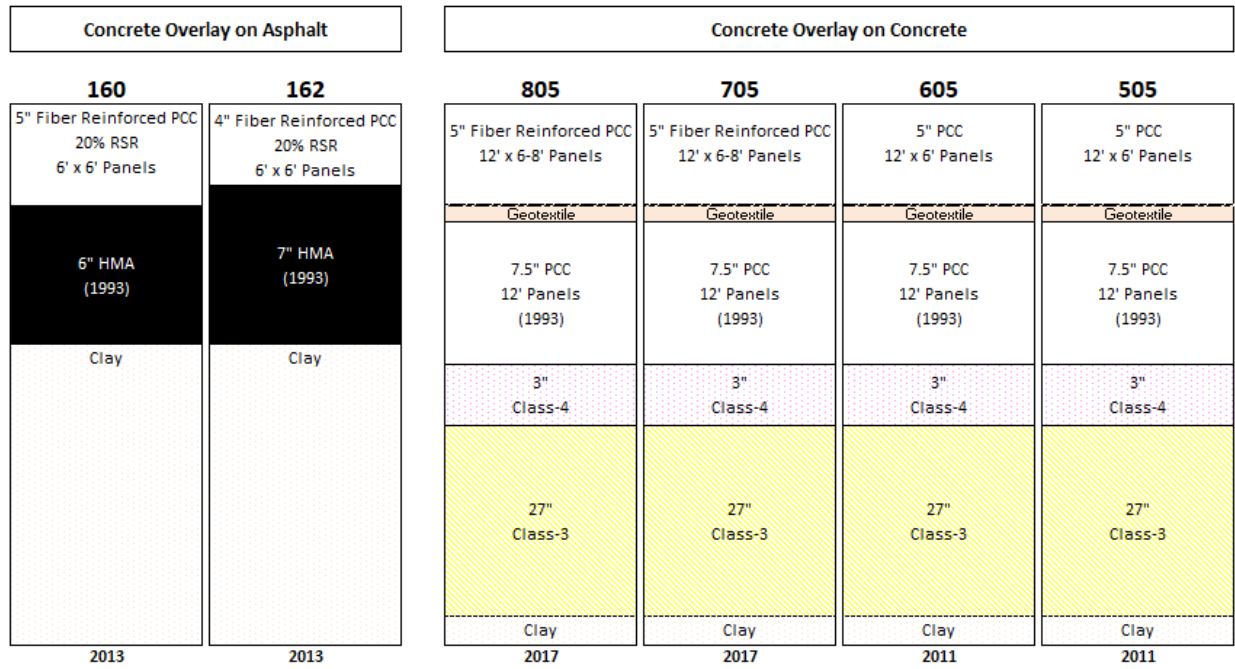 Concrete Overlay on Asphalt
Concrete Overlay on Concrete
160
162
805
705
605
505
5" Fiber Reinforced PCC
20% RSR
6' x 6' Panels
4" Fiber Reinforced PCC
20% RSR
6' x 6' Panels
5" Fiber Reinforced PCC
12' x 6-8' Panels
5" Fiber Reinforced PCC
12' x 6-8' Panels
5" PCC
12' x 6' Panels
5" PCC
12' x 6' Panels
Geotextile
Geotextile
Geotextile
Geotextile
6" HMA
(1993)
7" HMA
(1993)
7.5" PCC
12' Panels
(1993)
7.5" PCC
12' Panels
(1993)
7.5" PCC
12' Panels
(1993)
7.5" PCC
12' Panels
(1993)
Clay
Clay
3"
Class-4
3"
Class-4
3"
Class-4
3"
Class-4
27"
Class-3
27"
Class-3
27"
Class-3
27"
Class-3
Clay
Clay
Clay
Clay
2013
2013
2017
2017
2011
2011